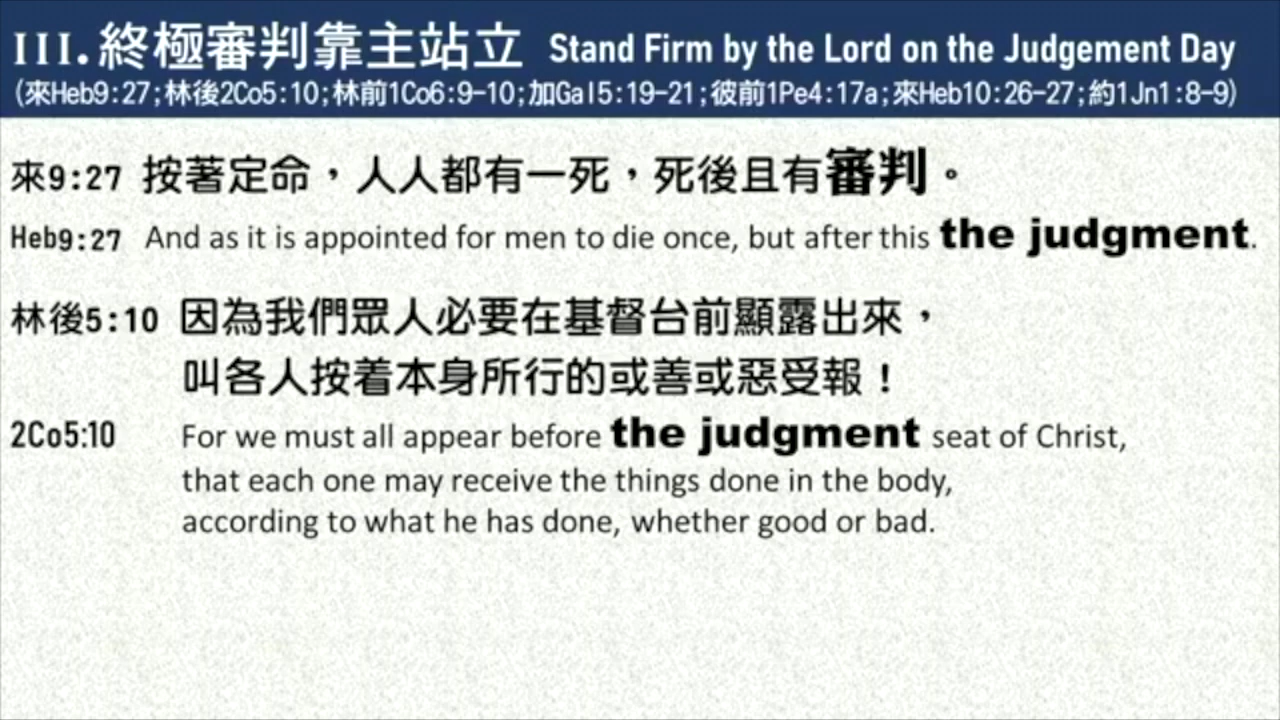 III.終極審判靠主站立 Stand Firm by the Lord on the Judgement Day
(來Heb9:27;林後2Co5:10;林前1Co6:9-10;加Gal5:19-21;彼前1Pe4:17a;來Heb10:26-27;約1Jn1:8-9)
來9:27 按著定命，人人都有一死，死後且有審判。
Heb9:27 And as it is appointed for men to die once, but after this the judgment.
林後5:10 因為我們眾人必要在基督台前顯露出來，
叫各人按着本身所行的或善或惡受報！
2Co5:10 For we must all appear before the judgment seat of Christ,
that each one may receive the things done in the body,
according to what he has done, whether good or bad.